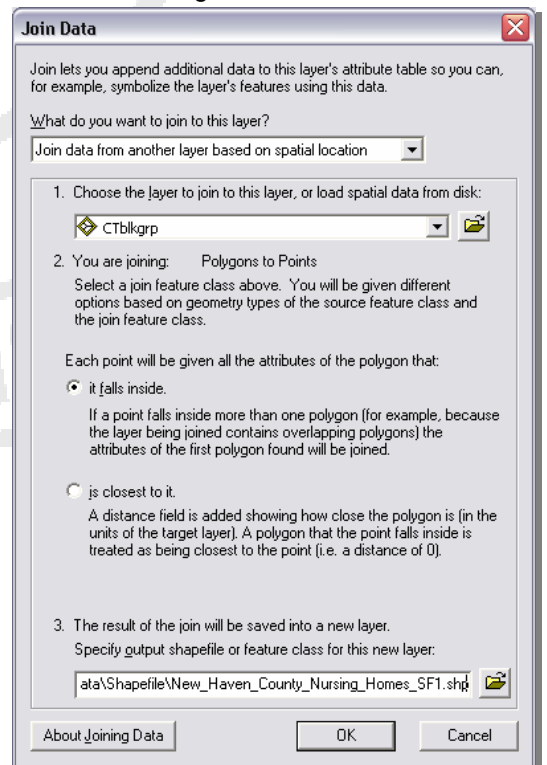 Join Data
Join lets you append additional data to this layer's attribute table so you can,
for example, symbolize the layer's features using this data.
What do you want to join to this layer?
Join data from another layer based on spatial location
1. Choose the layer to join to this layer, or load spatial data from disk:
CTblkgrp
2. You are joining: Polygons to Points
Select a join feature class above. You will be given different
options based on geometry types of the source feature class and
the join feature class.
Each point will be given all the attributes of the polygon that:
it falls inside.
If a point falls inside more than one polygon (for example, because
the layer being joined contains overlapping polygons) the
attributes of the first polygon found will be joined.
is closest to it.
A distance field is added showing how close the polygon is (in the
units of the target layer). A polygon that the point falls inside is
treated as being closest to the point (i.e. a distance of 0).
3. The result of the join will be saved into a new layer.
Specify output shapefile or feature class for this new layer:
ata\Shapefile\New_Haven_County_Nursing_Homes_SF1.shp
About Joining Data OK Cancel